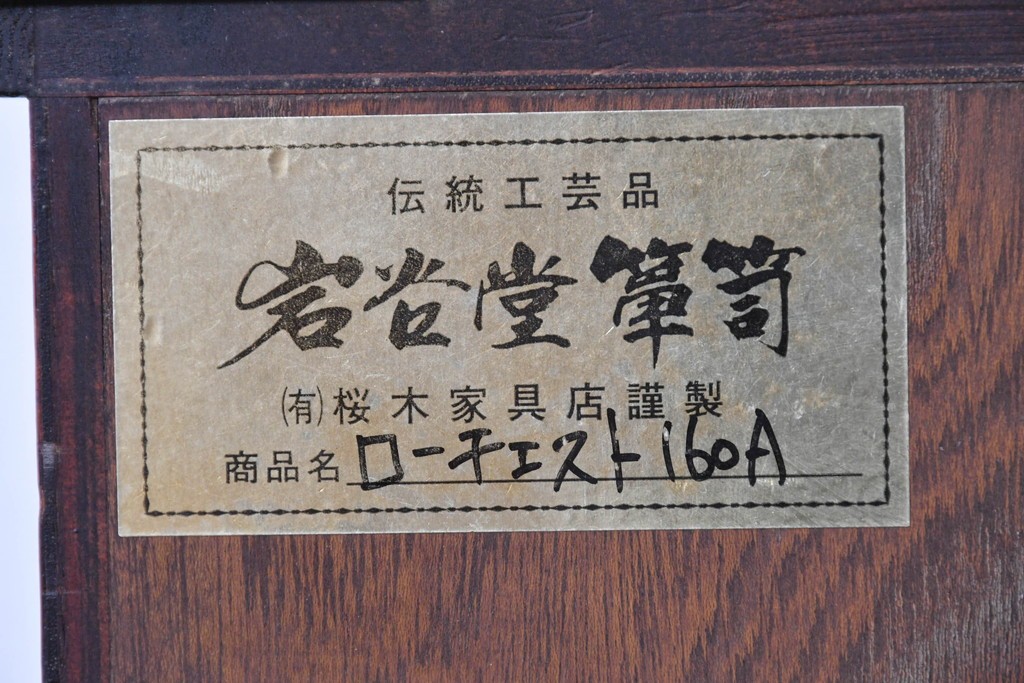 伝統工芸品
岩谷堂箪笥
(有)桜木家具店謹製
商品名 ローチェスト160A